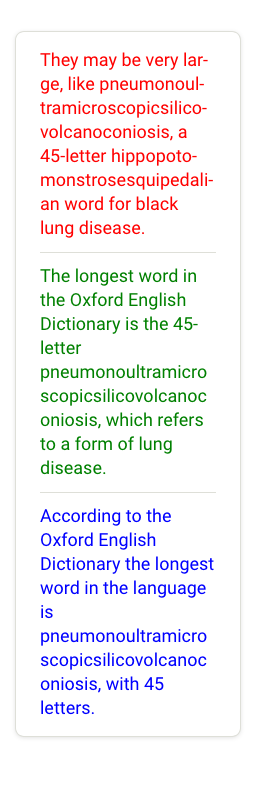 They may be very lar-
ge, like pneumonoul-
tramicroscopicsilico-
volcanoconiosis, a
45-letter hippopoto-
monstrosesquipedali-
an word for black
lung disease.
The longest word in
the Oxford English
Dictionary is the 45-
letter
pneumonoultramicro
scopicsilicovolcanoc
oniosis, which refers
to a form of lung
disease.
According to the
Oxford English
Dictionary the longest
word in the language
is
pneumonoultramicro
scopicsilicovolcanoc
oniosis, with 45
letters.